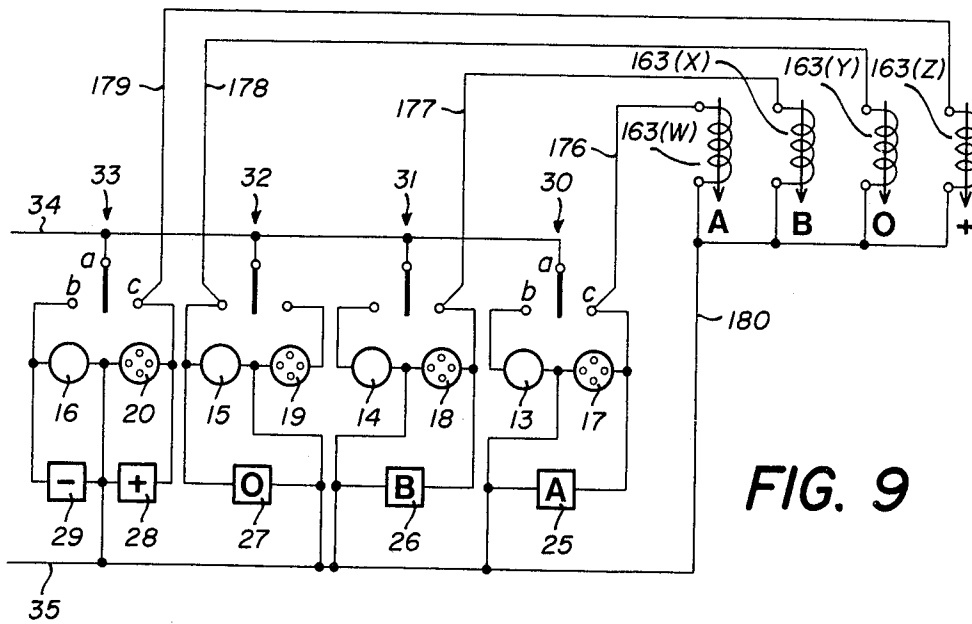 179
178
177
176
163(X)
163(Y)
163(Z)
163(W)
A
B
O
+
34
33
32
31
30
a
b
c
a
b
c
180
16
20
15
19
14
18
13
17
−
+
O
B
A
29
28
27
26
25
35
FIG. 9